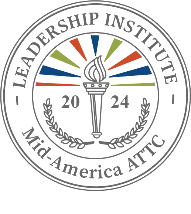 LEADERSHIP INSTITUTE
20 24
Mid-America ATTC